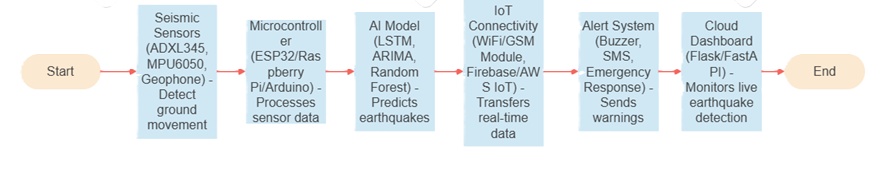 Start
Seismic
Sensors
(ADXL345,
MPU6050,
Geophone) -
Detect
ground
movement
Microcontroll
er
(ESP32/Ras
pberry
Pi/Arduino) -
Processes
sensor data
AI Model
(LSTM,
ARIMA,
Random
Forest) -
Predicts
earthquakes
IoT
Connectivity
(WiFi/GSM
Module,
Firebase/AW
S IoT) -
Transfers
real-time
data
Alert System
(Buzzer,
SMS,
Emergency
Response) -
Sends
warnings
Cloud
Dashboard
(Flask/FastA
PI) -
Monitors live
earthquake
detection
End